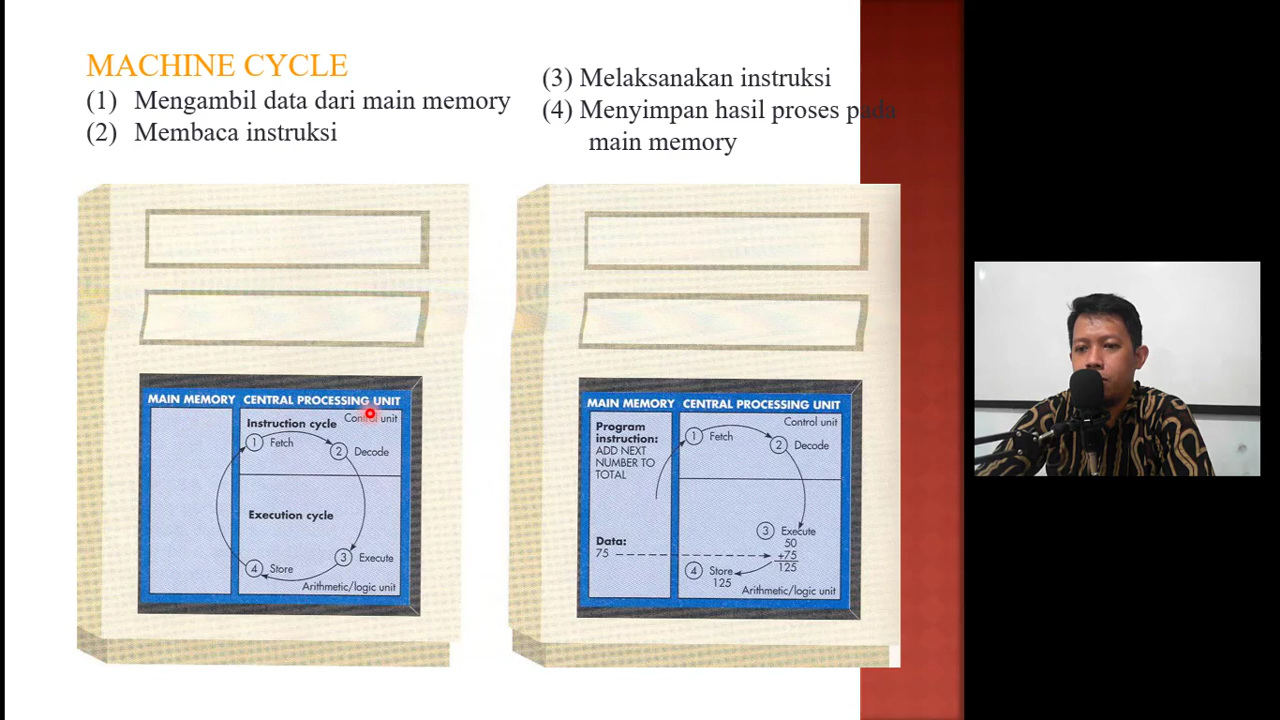 MACHINE CYCLE
(1) Mengambil data dari main memory
(2) Membaca instruksi
(3) Melaksanakan instruksi
(4) Menyimpan hasil proses pada
main memory
MAIN MEMORY
CENTRAL PROCESSING UNIT
Control unit
Instruction cycle
1 Fetch
2 Decode
Execution cycle
3 Execute
4 Store
Arithmetic/logic unit
MAIN MEMORY
CENTRAL PROCESSING UNIT
Program
instruction:
ADD NEXT
NUMBER TO
TOTAL
Data:
75
Control unit
1 Fetch
2 Decode
3 Execute
50
+75
125
4 Store
125
Arithmetic/logic unit